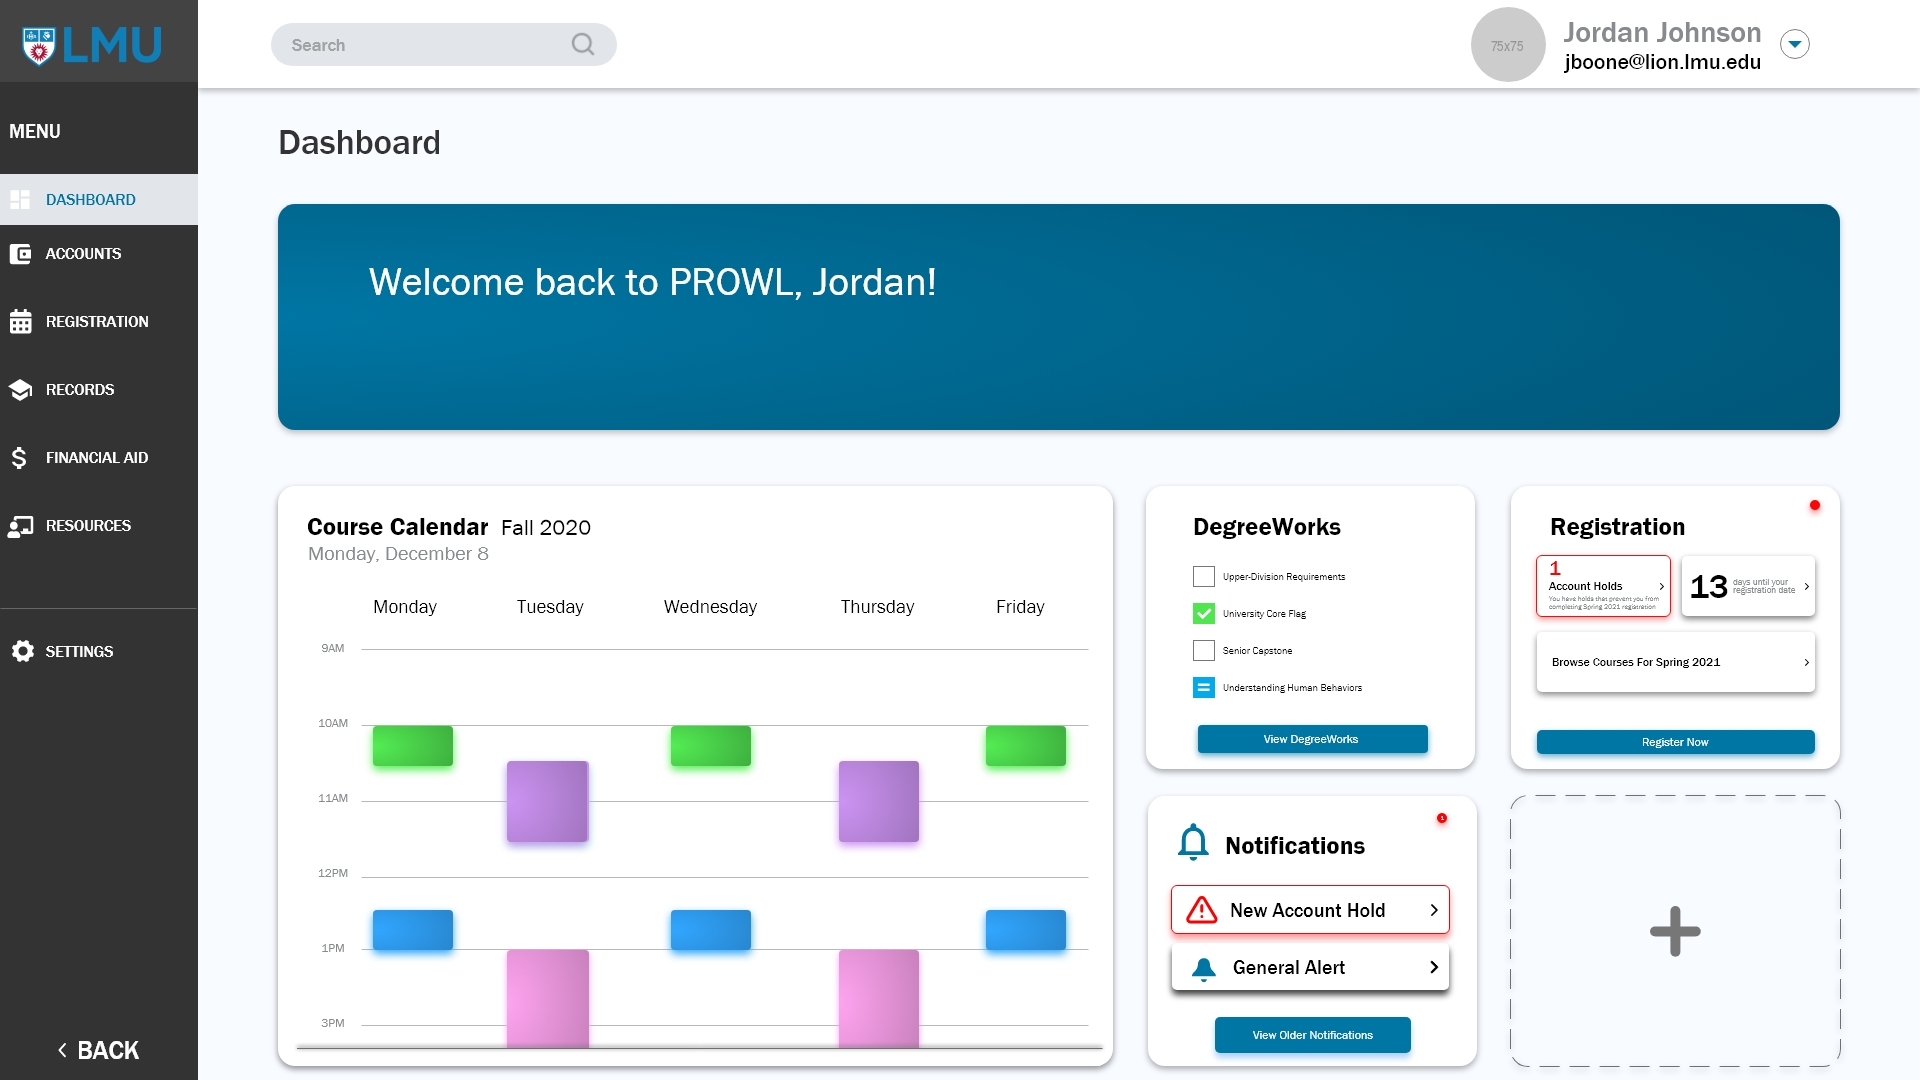 LMU
Search
75x75
Jordan Johnson
jboone@lion.lmu.edu
MENU
DASHBOARD
ACCOUNTS
REGISTRATION
RECORDS
FINANCIAL AID
RESOURCES
SETTINGS
BACK
Dashboard
Welcome back to PROWL, Jordan!
Course Calendar Fall 2020
Monday, December 8
Monday Tuesday Wednesday Thursday Friday
9AM
10AM
11AM
12PM
1PM
3PM
DegreeWorks
Upper-Division Requirements
University Core Flag
Senior Capstone
Understanding Human Behaviors
View DegreeWorks
Registration
1
Account Holds
You have holds that prevent you from
completing Spring 2021 registration
13
days until your
registration date
Browse Courses For Spring 2021
Register Now
1
Notifications
New Account Hold
General Alert
View Older Notifications